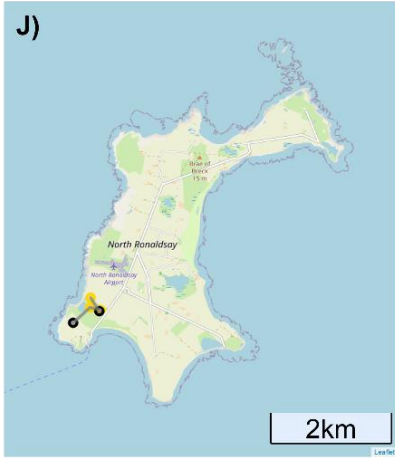 J)
Brae of
Breck
15 m
North Ronaldsay
North Ronaldsay
Airport
2km
Leaflet